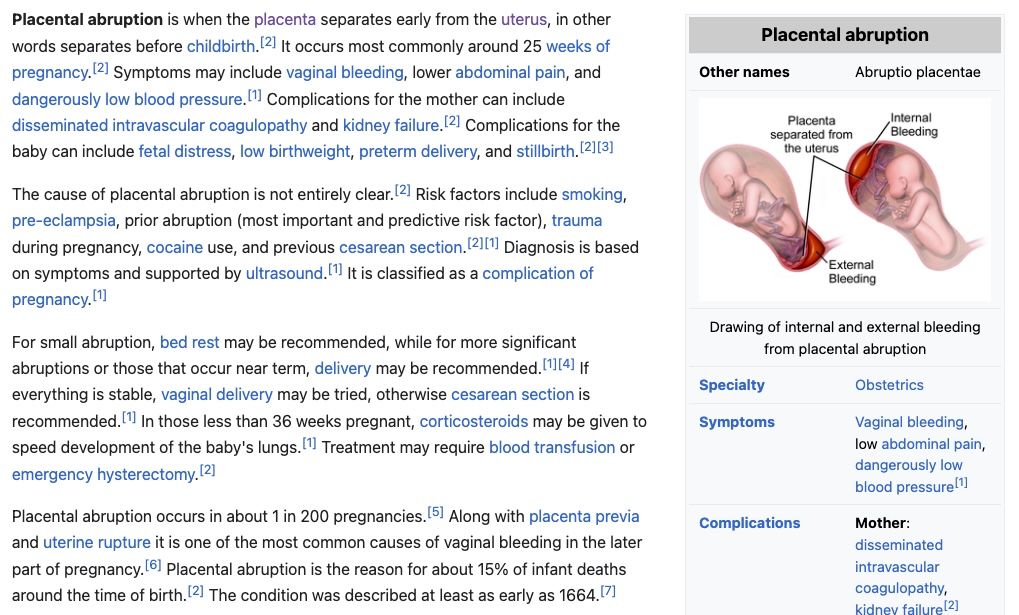 Placental abruption is when the placenta separates early from the uterus, in other
words separates before childbirth.[2] It occurs most commonly around 25 weeks of
pregnancy.[2] Symptoms may include vaginal bleeding, lower abdominal pain, and
dangerously low blood pressure.[1] Complications for the mother can include
disseminated intravascular coagulopathy and kidney failure.[2] Complications for the
baby can include fetal distress, low birthweight, preterm delivery, and stillbirth.[2][3]
The cause of placental abruption is not entirely clear.[2] Risk factors include smoking,
pre-eclampsia, prior abruption (most important and predictive risk factor), trauma
during pregnancy, cocaine use, and previous cesarean section.[2][1] Diagnosis is based
on symptoms and supported by ultrasound.[1] It is classified as a complication of
pregnancy.[1]
For small abruption, bed rest may be recommended, while for more significant
abruptions or those that occur near term, delivery may be recommended.[1][4] If
everything is stable, vaginal delivery may be tried, otherwise cesarean section is
recommended.[1] In those less than 36 weeks pregnant, corticosteroids may be given to
speed development of the baby's lungs.[1] Treatment may require blood transfusion or
emergency hysterectomy.[2]
Placental abruption occurs in about 1 in 200 pregnancies.[5] Along with placenta previa
and uterine rupture it is one of the most common causes of vaginal bleeding in the later
part of pregnancy.[6] Placental abruption is the reason for about 15% of infant deaths
around the time of birth.[2] The condition was described at least as early as 1664.[7]
Placental abruption
Other names Abruptio placentae
Placenta
separated from
the uterus
Internal
Bleeding
External
Bleeding
Drawing of internal and external bleeding
from placental abruption
Specialty Obstetrics
Symptoms Vaginal bleeding,
low abdominal pain,
dangerously low
blood pressure[1]
Complications Mother:
disseminated
intravascular
coagulopathy,
kidney failure[2]